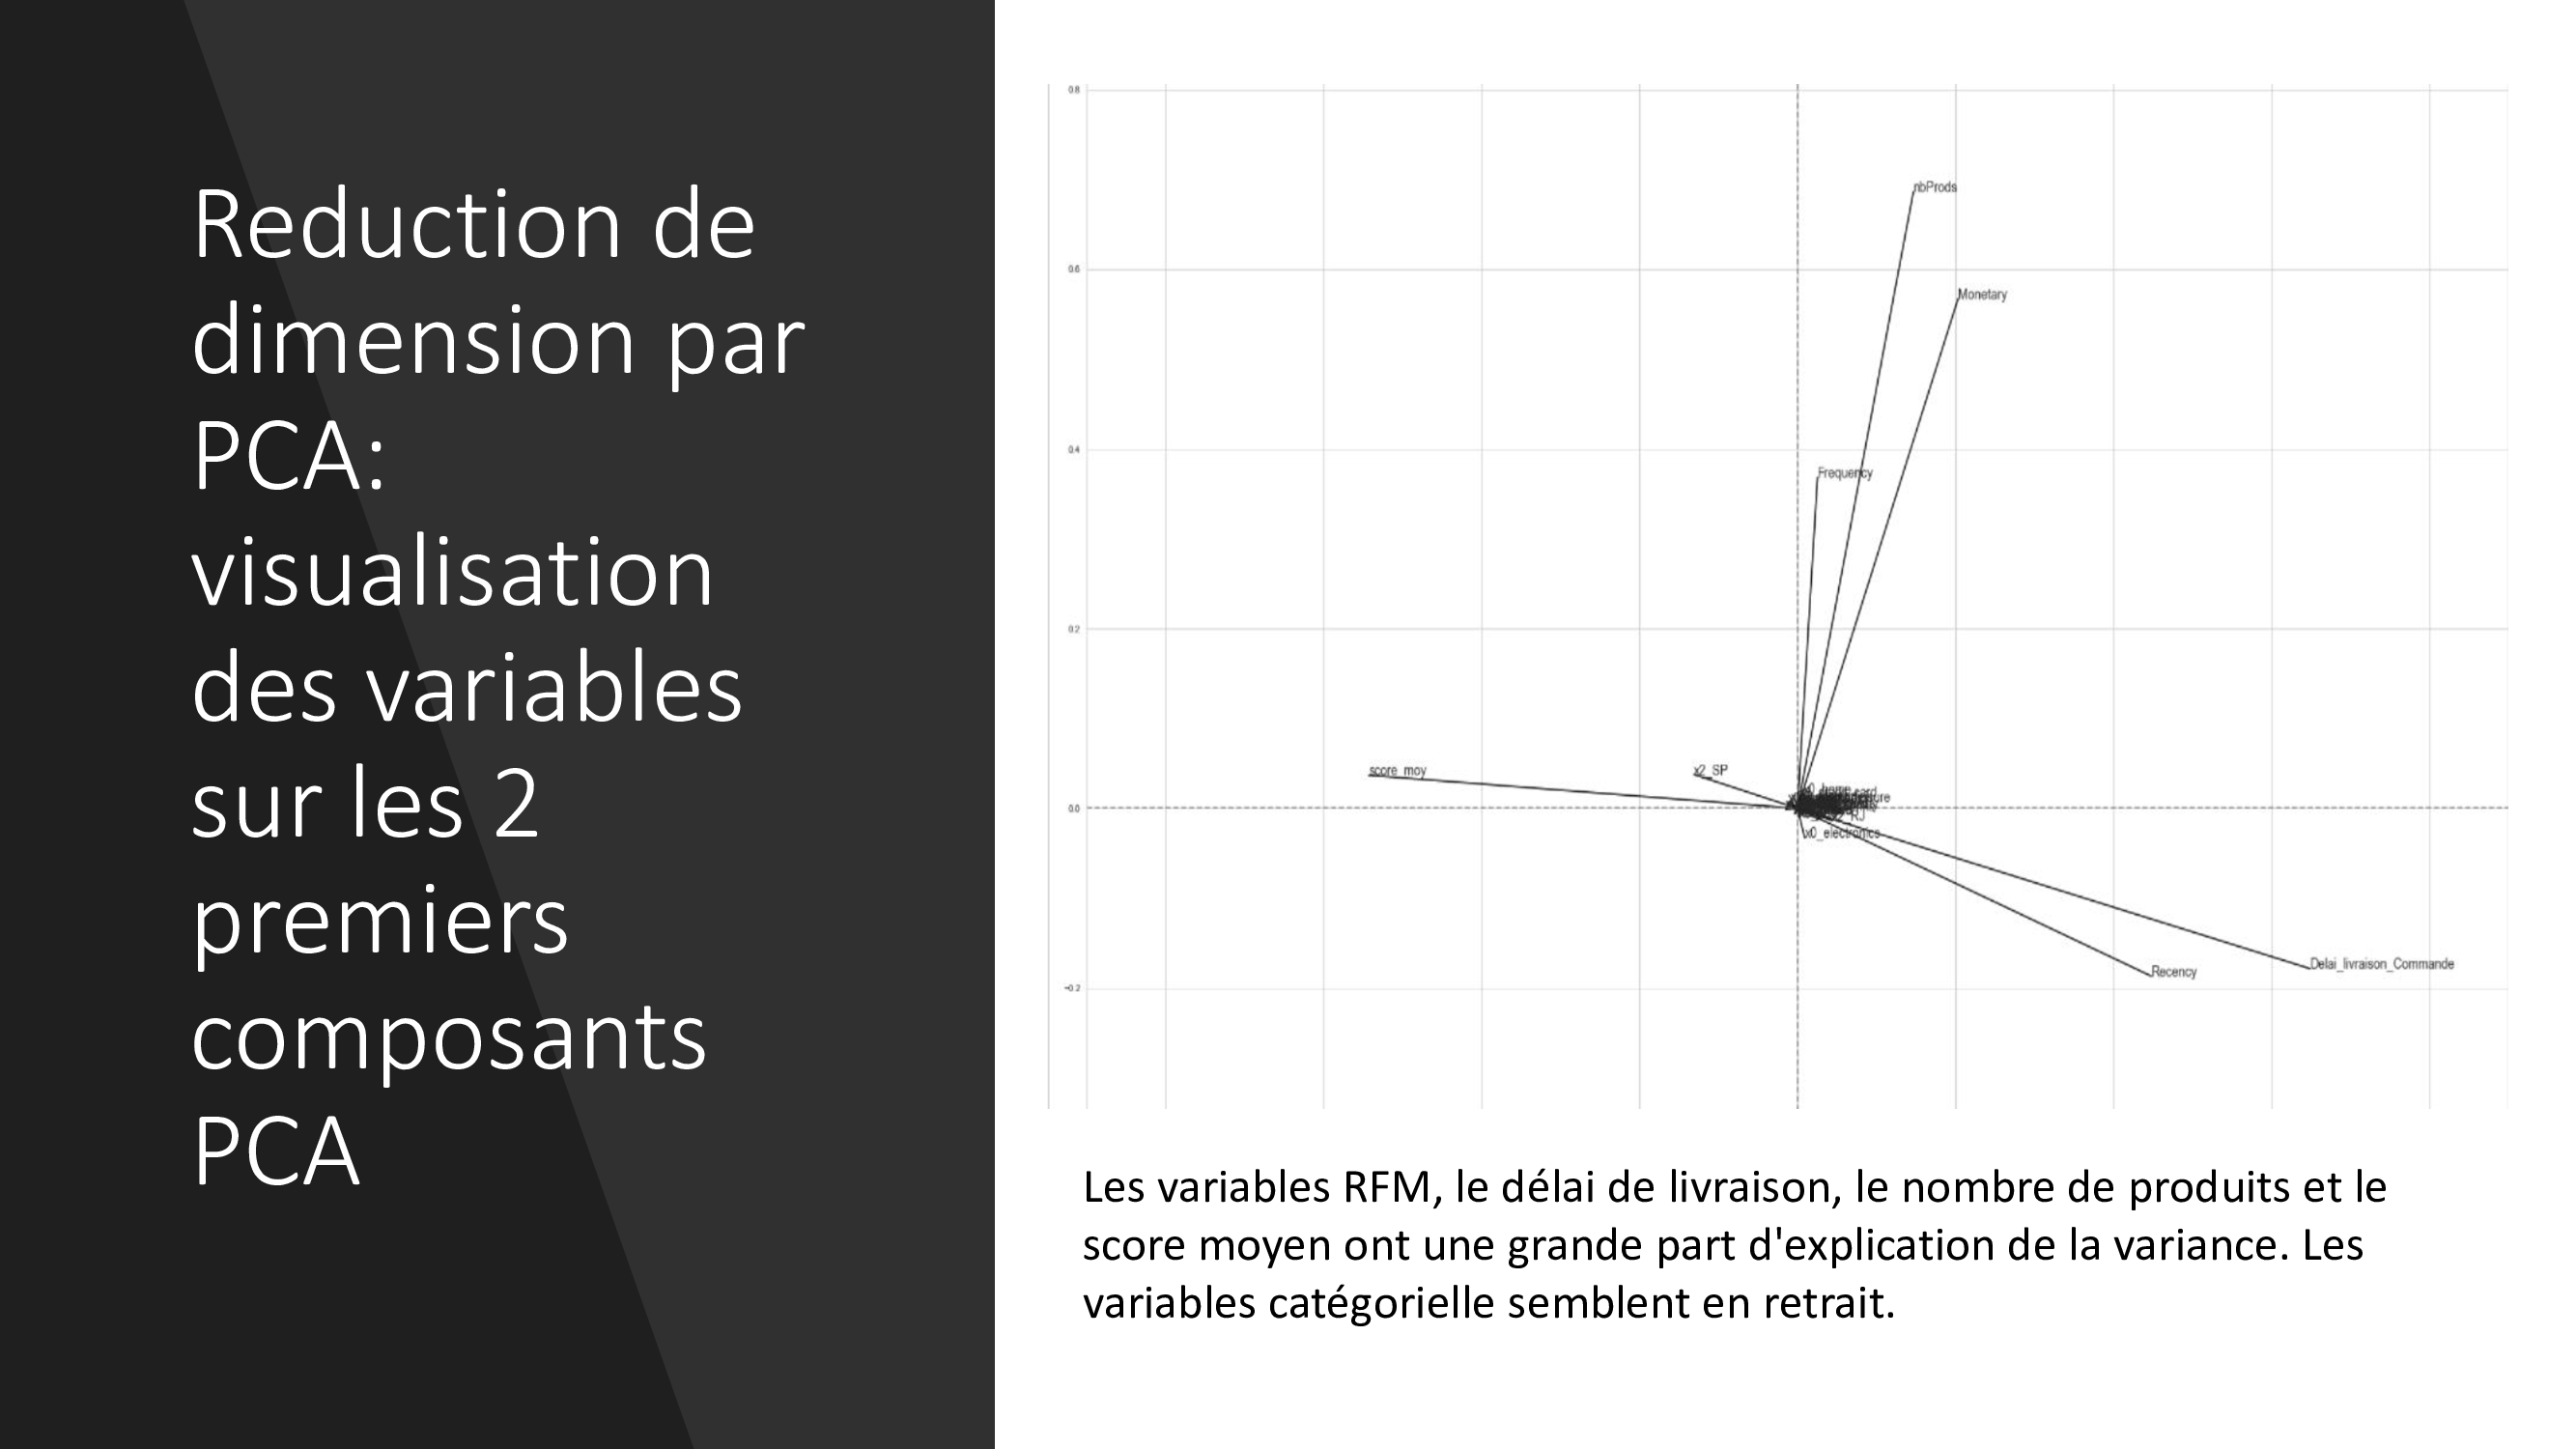 Reduction de
dimension par
PCA:
visualisation
des variables
sur les 2
premiers
composants
PCA
0.8
nbProds
0.6
Monetary
0.4
Frequency
0.2
score_moy
x2_SP
0.0
x0_electronics
Delai_livraison_Commande
Recency
-0.2
Les variables RFM, le délai de livraison, le nombre de produits et le
score moyen ont une grande part d'explication de la variance. Les
variables catégorielle semblent en retrait.